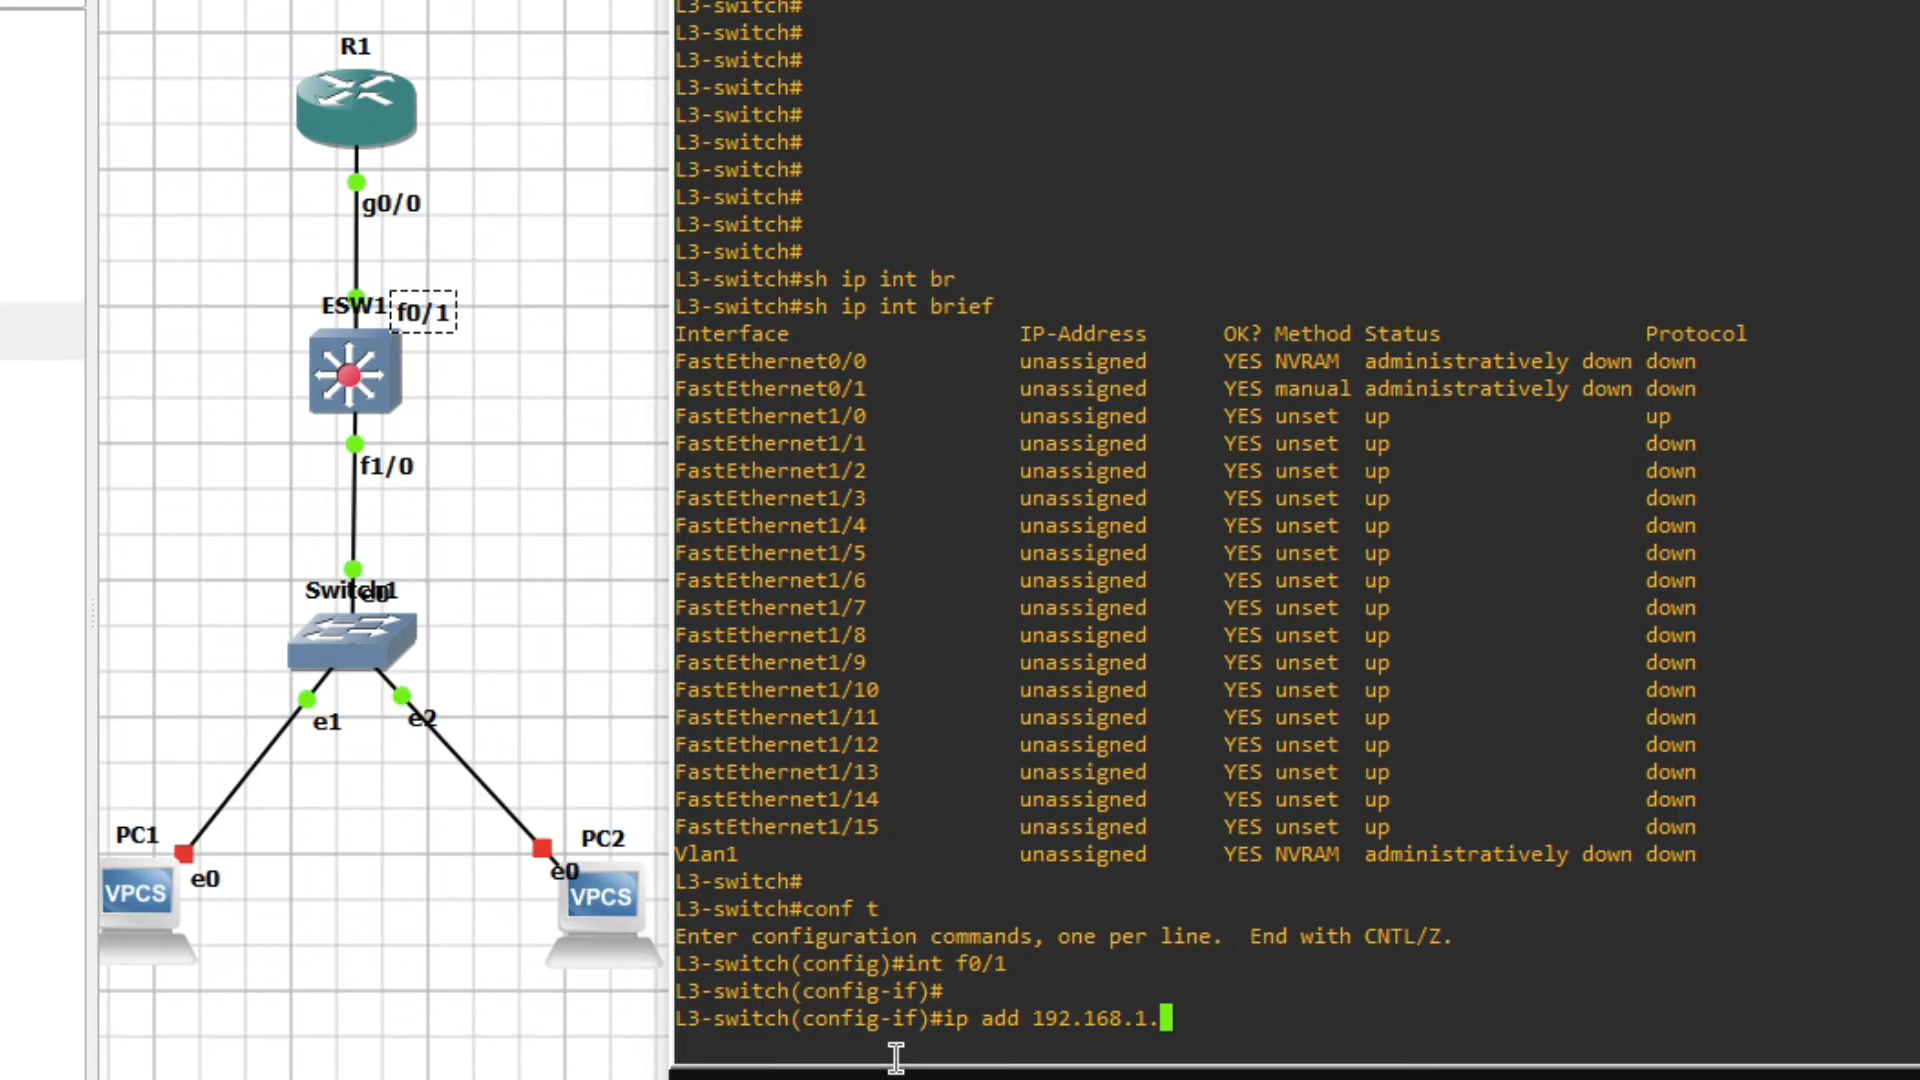 R1
g0/0
ESW1
f0/1
f1/0
Switch1
e0
e1
e2
PC1
e0
VPCS
PC2
e0
VPCS
L3-switch#
L3-switch#
L3-switch#
L3-switch#
L3-switch#
L3-switch#
L3-switch#
L3-switch#
L3-switch#
L3-switch#
L3-switch#sh ip int br
L3-switch#sh ip int brief
Interface IP-Address OK? Method Status Protocol
FastEthernet0/0 unassigned YES NVRAM administratively down down
FastEthernet0/1 unassigned YES manual administratively down down
FastEthernet1/0 unassigned YES unset up up
FastEthernet1/1 unassigned YES unset up down
FastEthernet1/2 unassigned YES unset up down
FastEthernet1/3 unassigned YES unset up down
FastEthernet1/4 unassigned YES unset up down
FastEthernet1/5 unassigned YES unset up down
FastEthernet1/6 unassigned YES unset up down
FastEthernet1/7 unassigned YES unset up down
FastEthernet1/8 unassigned YES unset up down
FastEthernet1/9 unassigned YES unset up down
FastEthernet1/10 unassigned YES unset up down
FastEthernet1/11 unassigned YES unset up down
FastEthernet1/12 unassigned YES unset up down
FastEthernet1/13 unassigned YES unset up down
FastEthernet1/14 unassigned YES unset up down
FastEthernet1/15 unassigned YES unset up down
Vlan1 unassigned YES NVRAM administratively down down
L3-switch#
L3-switch#conf t
Enter configuration commands, one per line. End with CNTL/Z.
L3-switch(config)#int f0/1
L3-switch(config-if)#
L3-switch(config-if)#ip add 192.168.1.